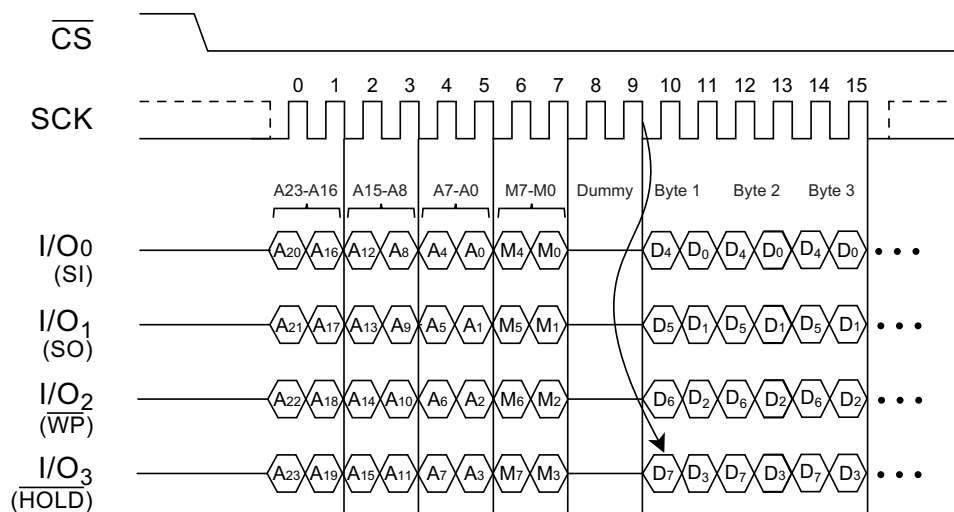 CS
0 1 2 3 4 5 6 7 8 9 10 11 12 13 14 15
SCK
A23-A16 A15-A8 A7-A0 M7-M0 Dummy Byte 1 Byte 2 Byte 3
I/O0 A20 A16 A12 A8 A4 A0 M4 M0 D4 D0 D4 D0 D4 D0
(SI)
I/O1 A21 A17 A13 A9 A5 A1 M5 M1 D5 D1 D5 D1 D5 D1
(SO)
I/O2 A22 A18 A14 A10 A6 A2 M6 M2 D6 D2 D6 D2 D6 D2
(WP)
I/O3 A23 A19 A15 A11 A7 A3 M7 M3 D7 D3 D7 D3 D7 D3
(HOLD)